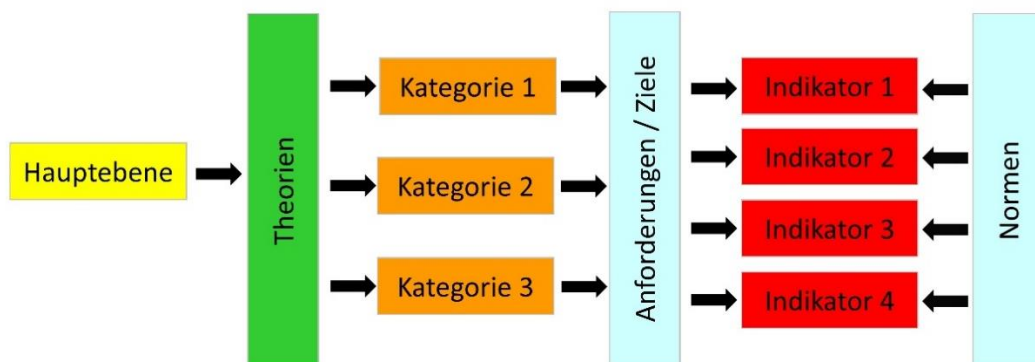 Hauptebene
Theorien
Kategorie 1
Kategorie 2
Kategorie 3
Anforderungen / Ziele
Indikator 1
Indikator 2
Indikator 3
Indikator 4
Normen